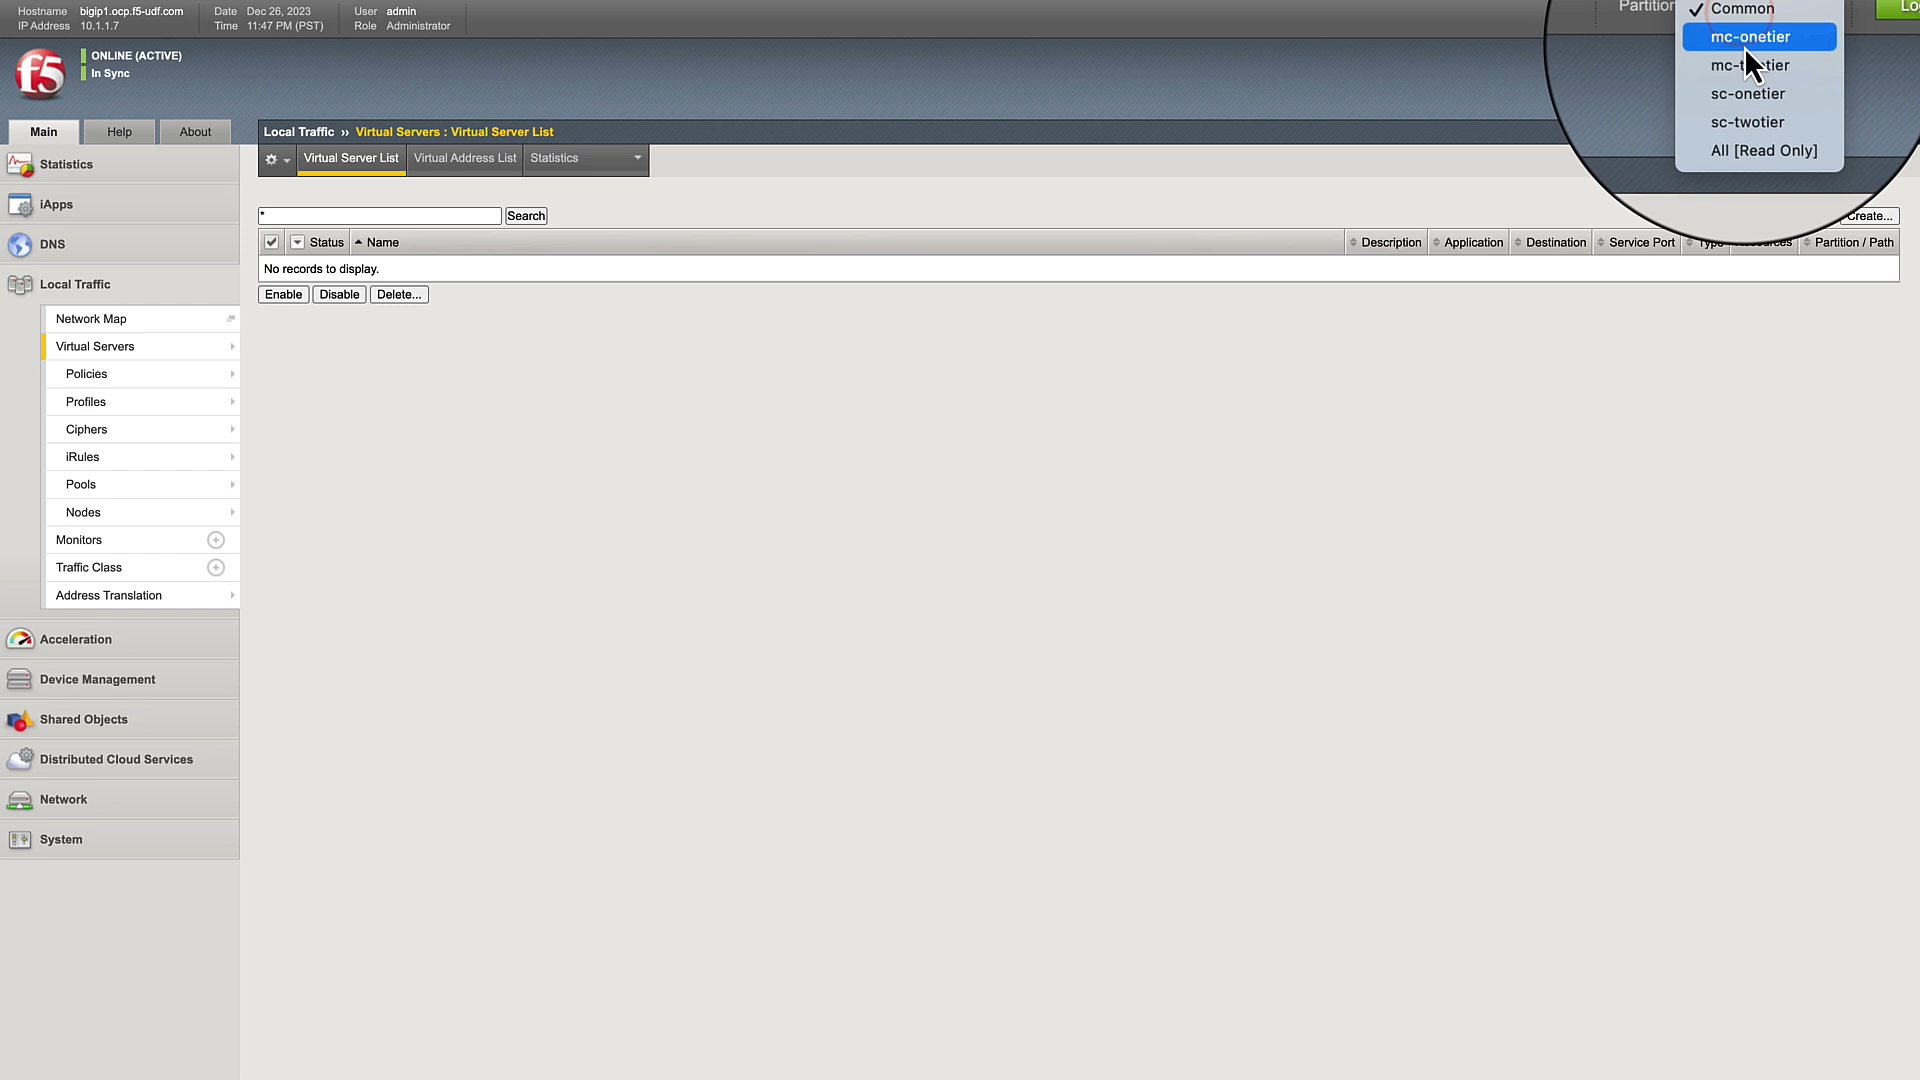 Hostname bigip1.ocp.f5-udf.com Date Dec 26, 2023 User admin
IP Address 10.1.1.7 Time 11:47 PM (PST) Role Administrator
Common
mc-onetier
sc-onetier
sc-twotier
All [Read Only]
f5
ONLINE (ACTIVE)
In Sync
Main Help About
Local Traffic ›› Virtual Servers : Virtual Server List
Virtual Server List Virtual Address List Statistics
* Search Create...
Status Name Description Application Destination Service Port Type Partition / Path
No records to display.
Enable Disable Delete...
Statistics
iApps
DNS
Local Traffic
Network Map
Virtual Servers
Policies
Profiles
Ciphers
iRules
Pools
Nodes
Monitors
Traffic Class
Address Translation
Acceleration
Device Management
Shared Objects
Distributed Cloud Services
Network
System